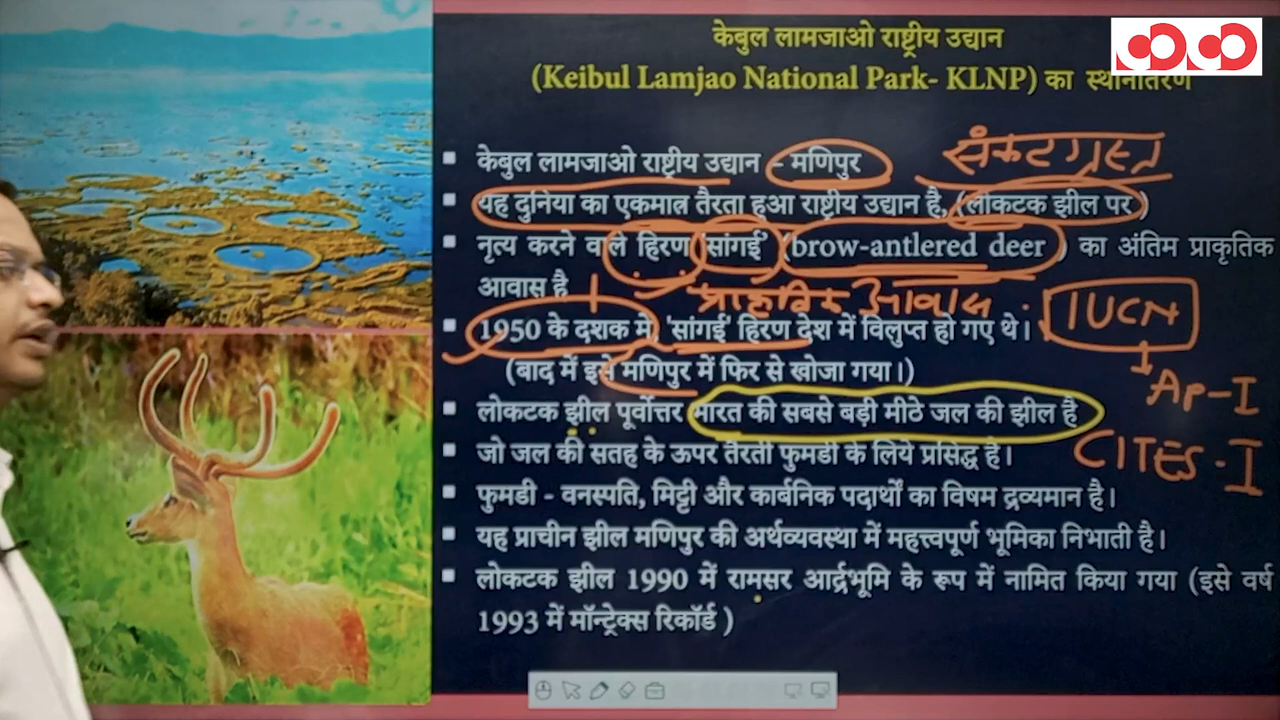 केबुल लामजाओ राष्ट्रीय उद्यान
(Keibul Lamjao National Park- KLNP) का स्थानांतरण
केबुल लामजाओ राष्ट्रीय उद्यान - मणिपुर
संकटग्रस्त
यह दुनिया का एकमात्र तैरता हुआ राष्ट्रीय उद्यान है, (लोकटक झील पर)
नृत्य करने वाले हिरण 'सांगई' (brow-antlered deer ) का अंतिम प्राकृतिक
आवास है
प्राकृतिक आवास
IUCN
1950 के दशक में 'सांगई' हिरण देश में विलुप्त हो गए थे।
(बाद में इसे मणिपुर में फिर से खोजा गया।)
AP-I
लोकटक झील पूर्वोत्तर भारत की सबसे बड़ी मीठे जल की झील है
CITES-I
जो जल की सतह के ऊपर तैरती फुमडी के लिये प्रसिद्ध है।
फुमडी - वनस्पति, मिट्टी और कार्बनिक पदार्थों का विषम द्रव्यमान है।
यह प्राचीन झील मणिपुर की अर्थव्यवस्था में महत्त्वपूर्ण भूमिका निभाती है।
लोकटक झील 1990 में रामसर आर्द्रभूमि के रूप में नामित किया गया (इसे वर्ष
1993 में मॉन्ट्रेक्स रिकॉर्ड )